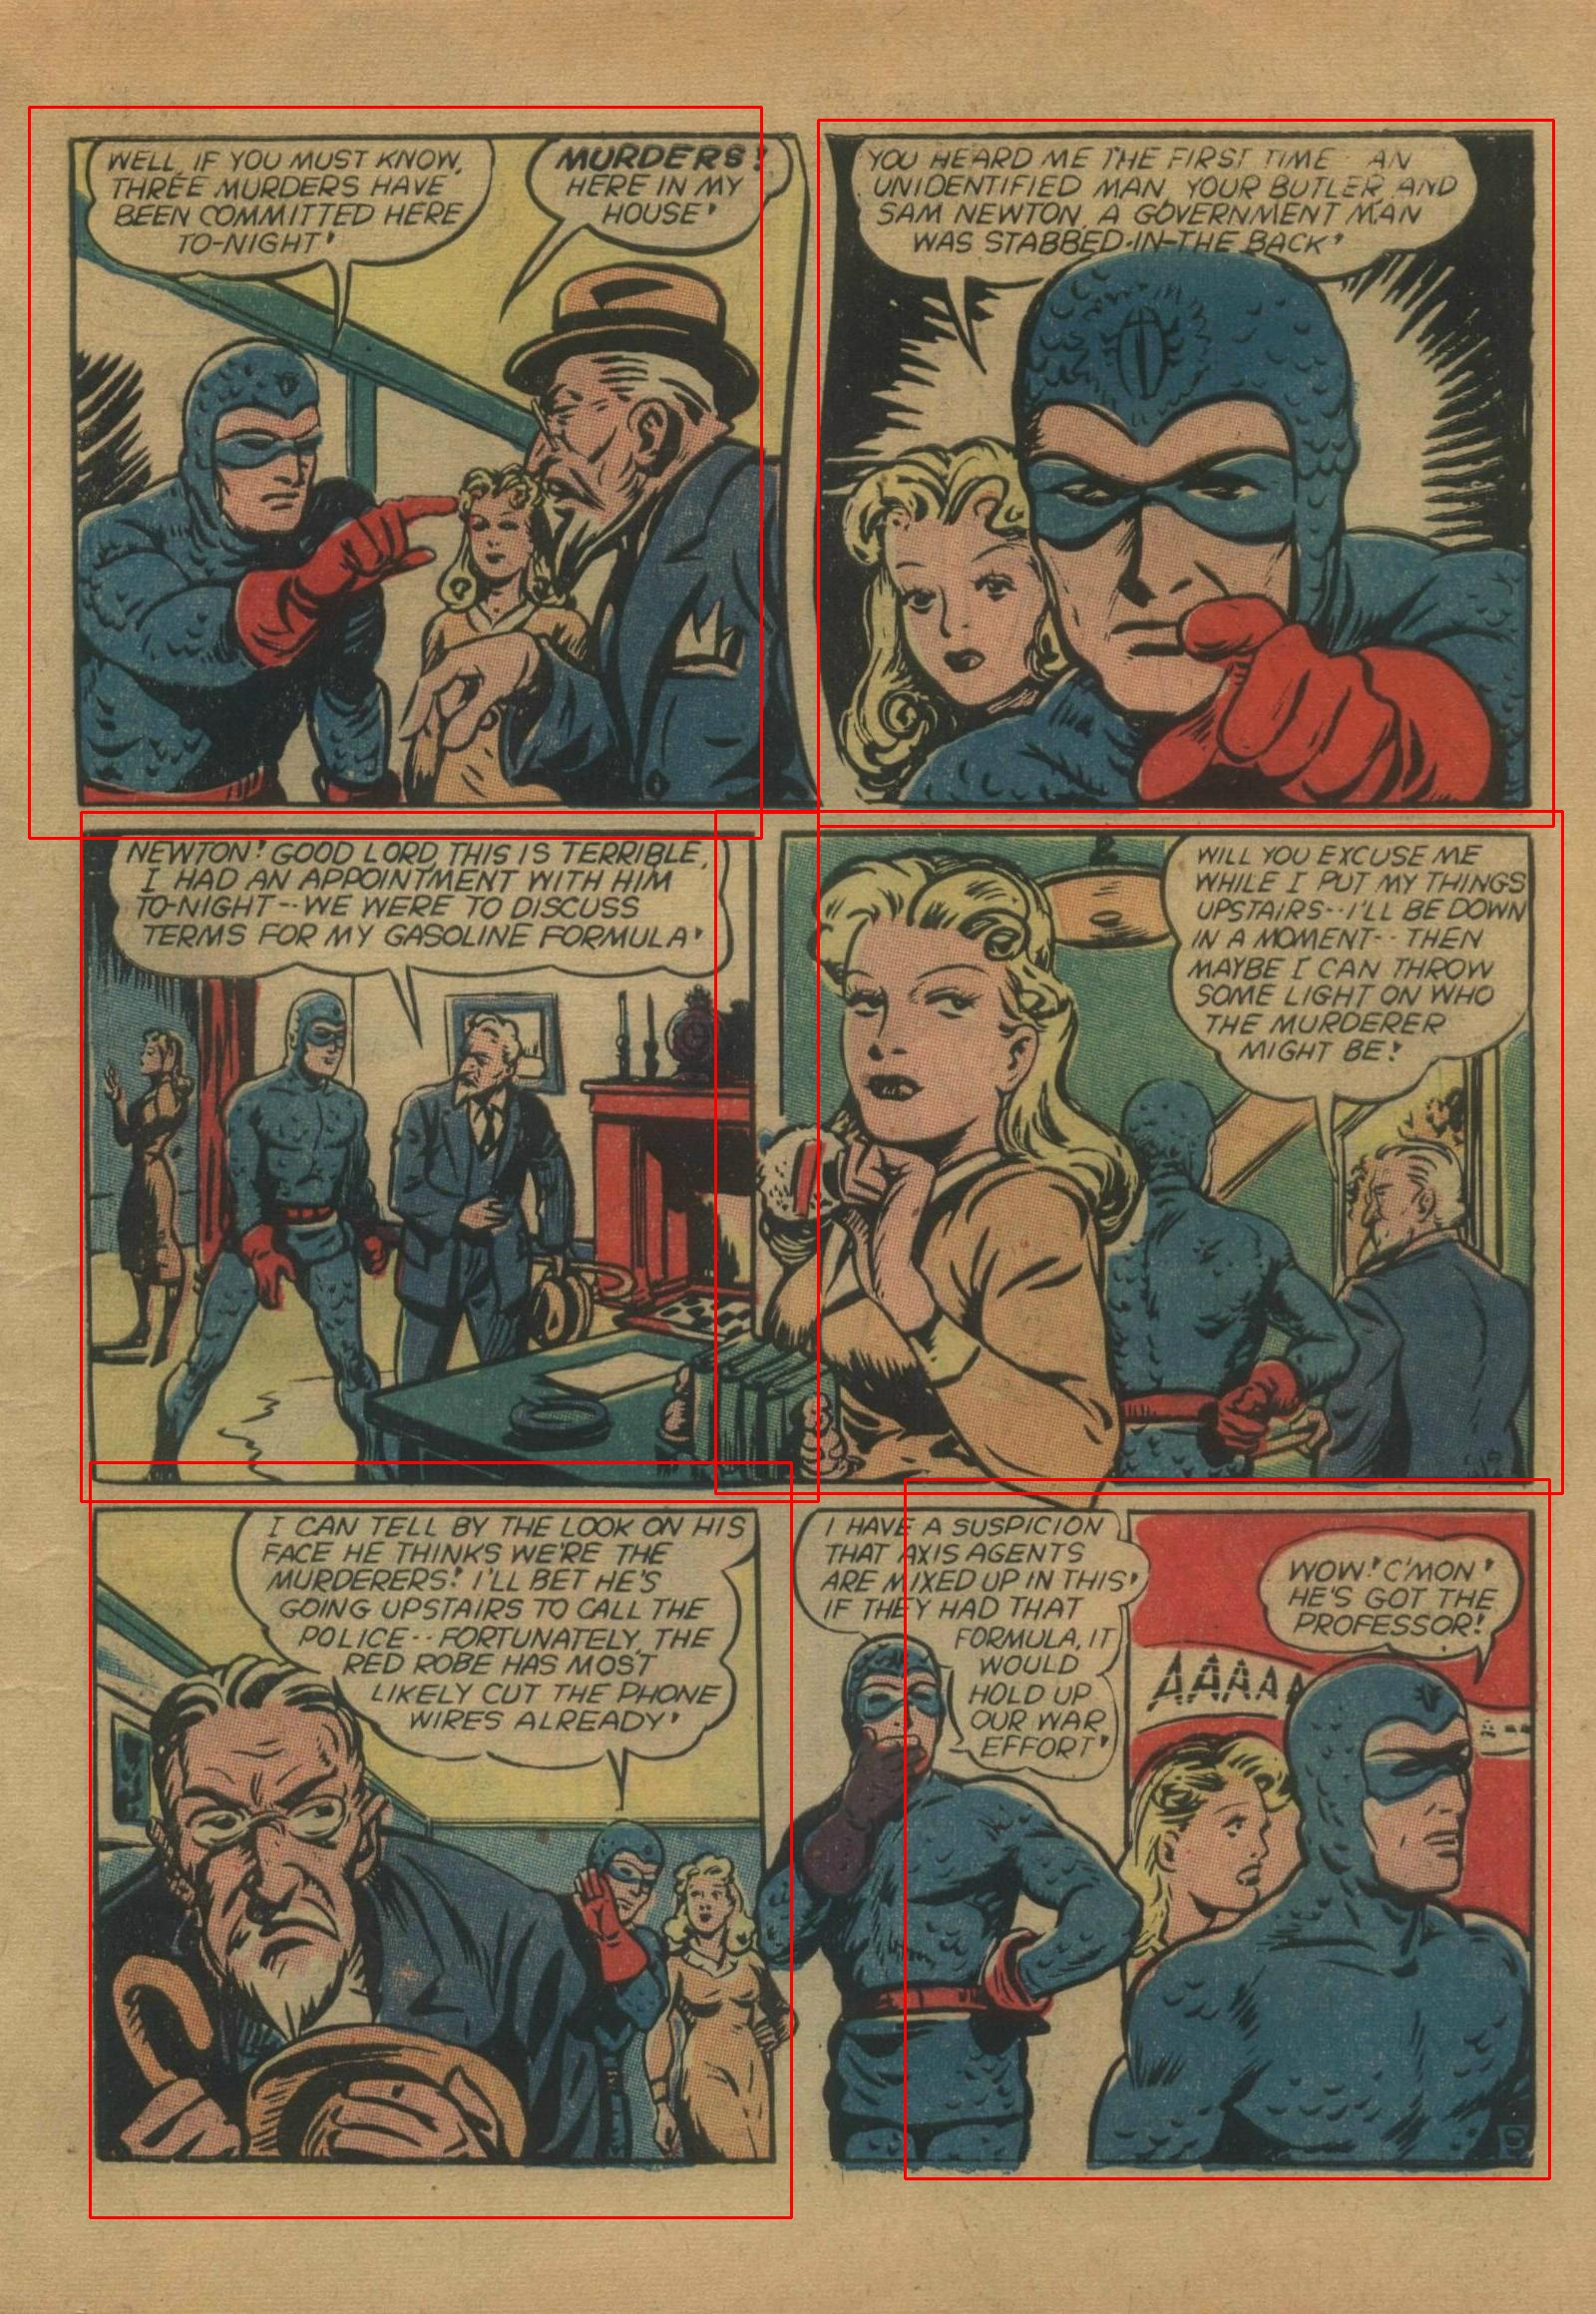 WELL, IF YOU MUST KNOW,
THREE MURDERS HAVE
BEEN COMMITTED HERE
TO-NIGHT!
MURDERS!
HERE IN MY
HOUSE!
YOU HEARD ME THE FIRST TIME AN
UNIDENTIFIED MAN, YOUR BUTLER, AND
SAM NEWTON, A GOVERNMENT MAN
WAS STABBED-IN-THE BACK!
NEWTON! GOOD LORD, THIS IS TERRIBLE,
I HAD AN APPOINTMENT WITH HIM
TO-NIGHT--WE WERE TO DISCUSS
TERMS FOR MY GASOLINE FORMULA!
WILL YOU EXCUSE ME
WHILE I PUT MY THINGS
UPSTAIRS--I'LL BE DOWN
IN A MOMENT-- THEN
MAYBE I CAN THROW
SOME LIGHT ON WHO
THE MURDERER
MIGHT BE!
I CAN TELL BY THE LOOK ON HIS
FACE HE THINKS WE'RE THE
MURDERERS! I'LL BET HE'S
GOING UPSTAIRS TO CALL THE
POLICE--FORTUNATELY, THE
RED ROBE HAS MOST
LIKELY CUT THE PHONE
WIRES ALREADY!
I HAVE A SUSPICION
THAT AXIS AGENTS
ARE MIXED UP IN THIS!
IF THEY HAD THAT
FORMULA, IT
WOULD
HOLD UP
OUR WAR
EFFORT!
WOW! C'MON!
HE'S GOT THE
PROFESSOR!
AAAAA